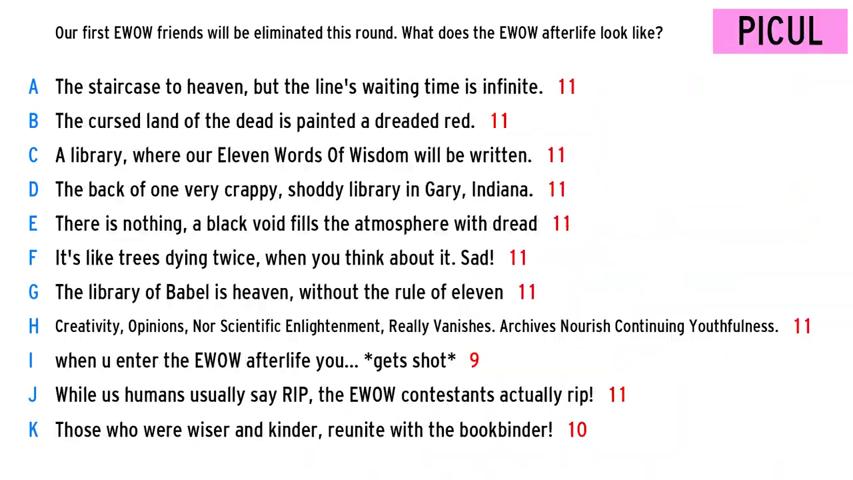 Our first EWOW friends will be eliminated this round. What does the EWOW afterlife look like?
PICUL
A The staircase to heaven, but the line's waiting time is infinite. 11
B The cursed land of the dead is painted a dreaded red. 11
C A library, where our Eleven Words Of Wisdom will be written. 11
D The back of one very crappy, shoddy library in Gary, Indiana. 11
E There is nothing, a black void fills the atmosphere with dread 11
F It's like trees dying twice, when you think about it. Sad! 11
G The library of Babel is heaven, without the rule of eleven 11
H Creativity, Opinions, Nor Scientific Enlightenment, Really Vanishes. Archives Nourish Continuing Youthfulness. 11
I when u enter the EWOW afterlife you... *gets shot* 9
J While us humans usually say RIP, the EWOW contestants actually rip! 11
K Those who were wiser and kinder, reunite with the bookbinder! 10